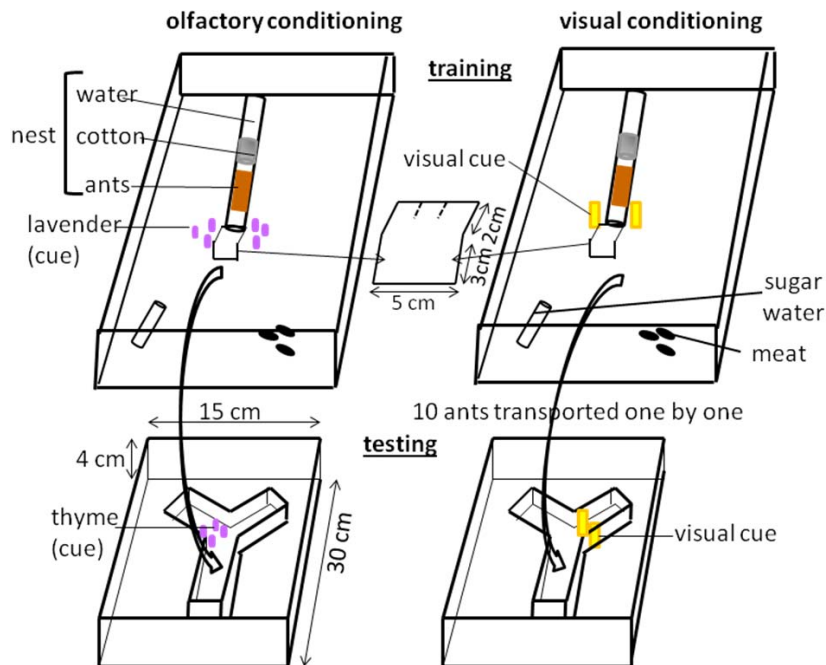 olfactory conditioning
visual conditioning
training
water
nest
cotton
ants
lavender
(cue)
visual cue
2cm
3cm
5 cm
sugar
water
meat
15 cm
10 ants transported one by one
testing
4 cm
thyme
(cue)
30 cm
visual cue